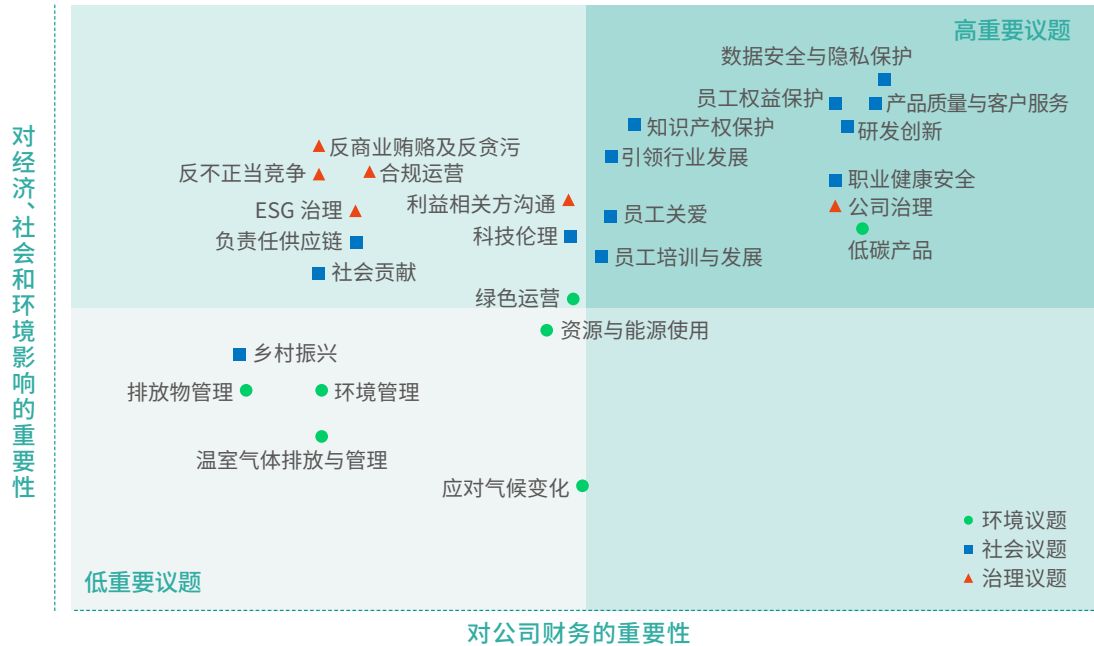 高重要议题
数据安全与隐私保护
员工权益保护
产品质量与客户服务
知识产权保护
研发创新
反商业贿赂及反贪污
引领行业发展
反不正当竞争
合规运营
职业健康安全
ESG 治理
利益相关方沟通
员工关爱
公司治理
负责任供应链
科技伦理
低碳产品
社会贡献
员工培训与发展
绿色运营
资源与能源使用
乡村振兴
排放物管理
环境管理
温室气体排放与管理
应对气候变化
环境议题
社会议题
治理议题
低重要议题
对经济、社会和环境影响的重要性
对公司财务的重要性